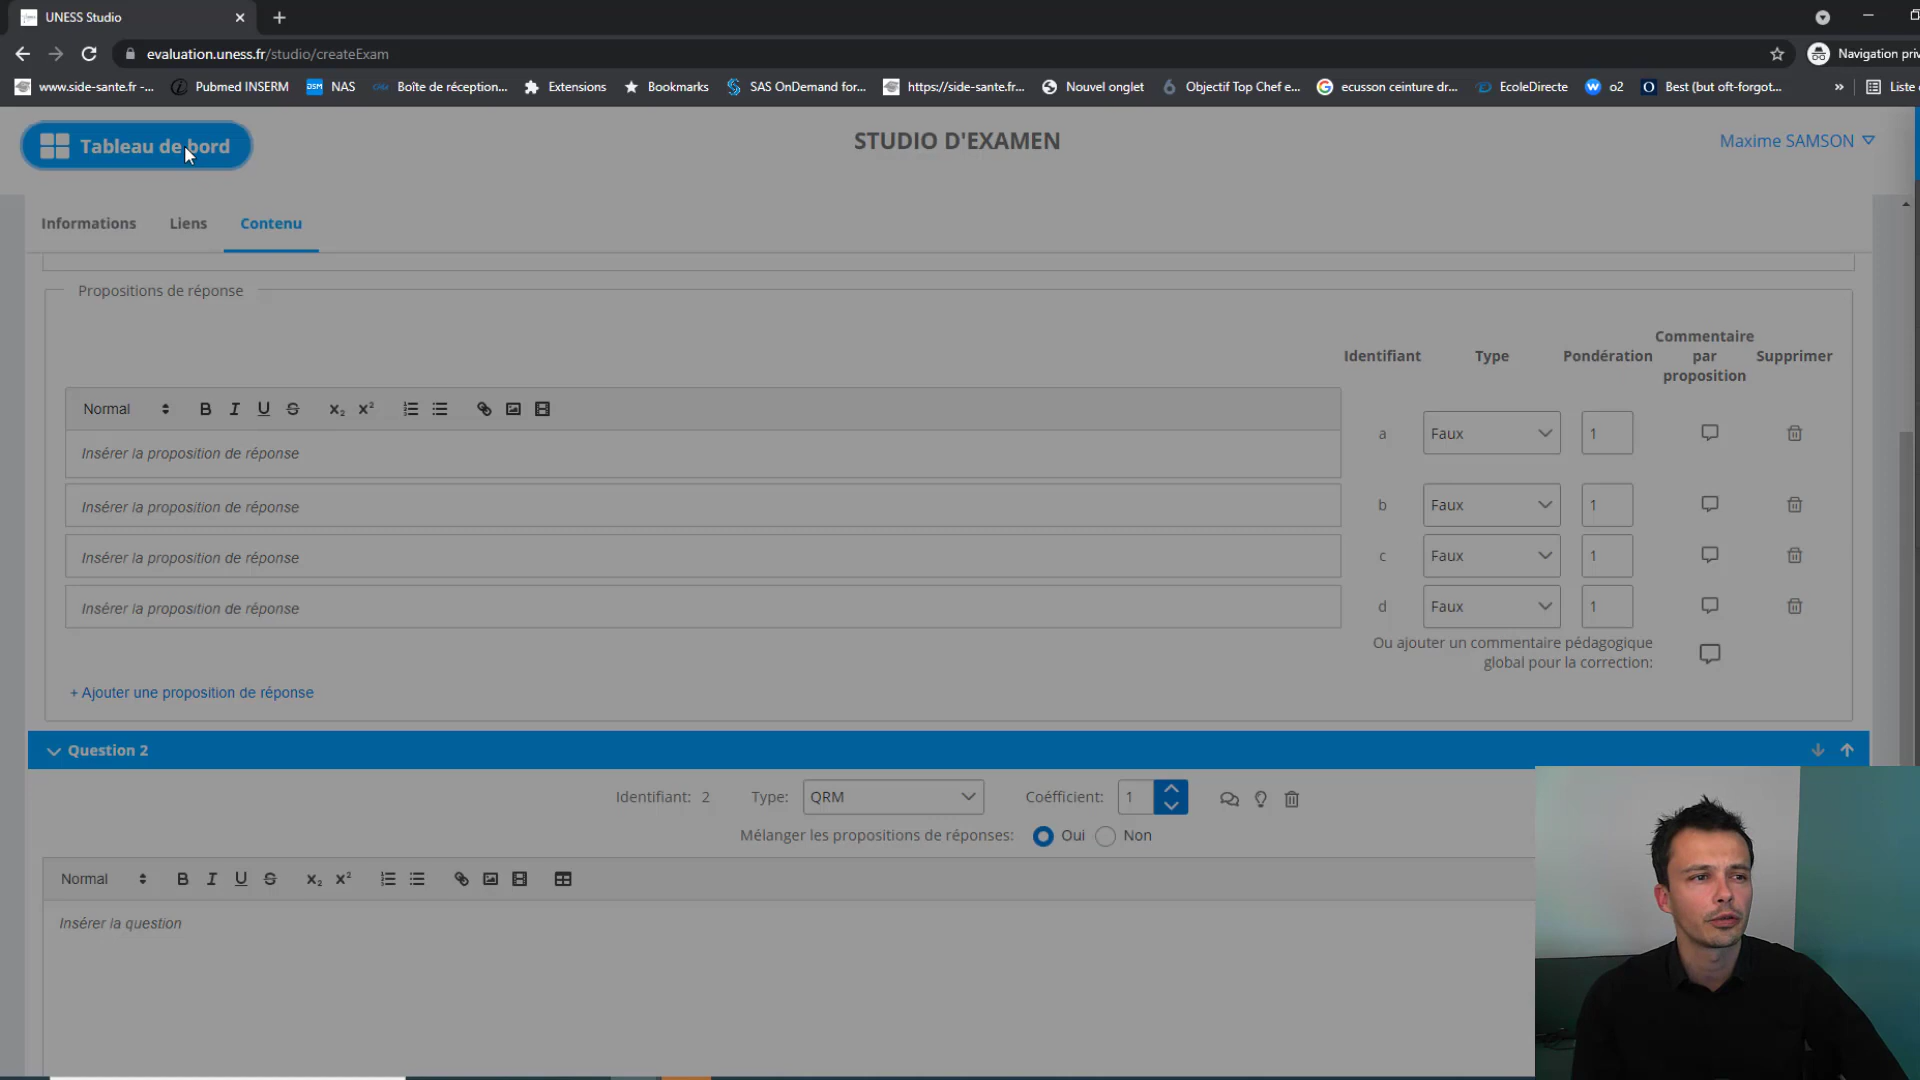 UNESS Studio
evaluation.uness.fr/studio/createExam
Navigation priv
www.side-sante.fr -...
Pubmed INSERM
DSM NAS
Boîte de réception...
Extensions
Bookmarks
SAS OnDemand for...
https://side-sante.fr...
Nouvel onglet
Objectif Top Chef e...
ecusson ceinture dr...
EcoleDirecte
o2
Best (but oft-forgot...
»
Liste
Tableau de bord
STUDIO D'EXAMEN
Maxime SAMSON
Informations
Liens
Contenu
Propositions de réponse
Identifiant
Type
Pondération
Commentaire
par
proposition
Supprimer
Normal B I U S x₂ x²
Insérer la proposition de réponse
a Faux 1
Insérer la proposition de réponse
b Faux 1
Insérer la proposition de réponse
c Faux 1
Insérer la proposition de réponse
d Faux 1
Ou ajouter un commentaire pédagogique
global pour la correction:
+ Ajouter une proposition de réponse
Question 2
Identifiant: 2 Type: QRM Coéfficient: 1
Mélanger les propositions de réponses: Oui Non
Normal B I U S x₂ x²
Insérer la question